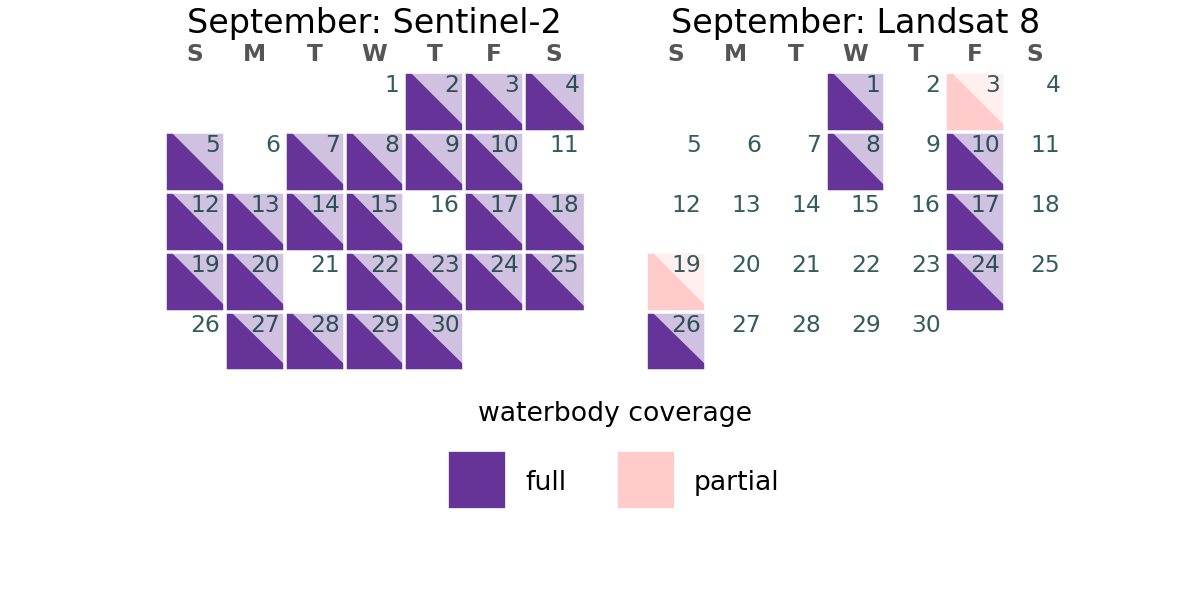 September: Sentinel-2
S M T W T F S
1 2 3 4
5 6 7 8 9 10 11
12 13 14 15 16 17 18
19 20 21 22 23 24 25
26 27 28 29 30
September: Landsat 8
S M T W T F S
1 2 3 4
5 6 7 8 9 10 11
12 13 14 15 16 17 18
19 20 21 22 23 24 25
26 27 28 29 30
waterbody coverage
full partial